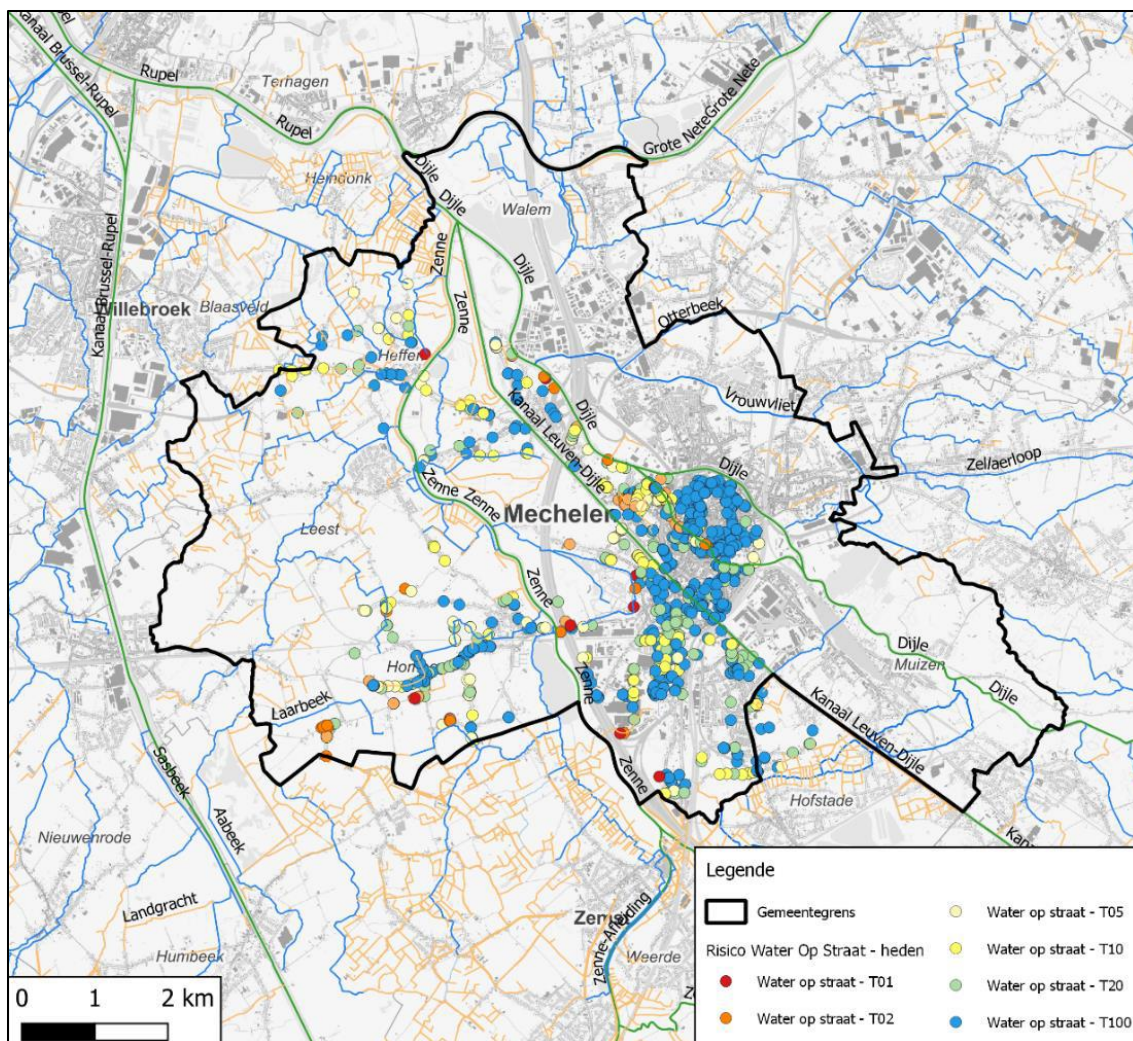 Kanaal Brussel-Rupel
Rupel
Terhagen
Rupel
Grote Nete
Grote Nete
Heindonk
Dijle
Dijle
Walem
Zenne
Dijle
Kanaal Brussel-Rupel
Blaasveld
Willebroek
Zenne
Otterbeek
Heffen
Vrouwvliet
Kanaal Leuven-Dijle
Dijle
Zellaerloop
Dijle
Zenne
Zenne
Mechelen
Leest
Zenne
Dijle
Muizen
Hom
Dijle
Laarbeek
Zenne
Kanaal Leuven-Dijle
Zenne
Sasbeek
Hofstade
Aabeek
Nieuwenrode
Landgracht
Zemst
Zenne-Afleiding
Weerde
Humbeek
Legende
Gemeentegrens
Risico Water Op Straat - heden
Water op straat - T01
Water op straat - T02
Water op straat - T05
Water op straat - T10
Water op straat - T20
Water op straat - T100
0 1 2 km